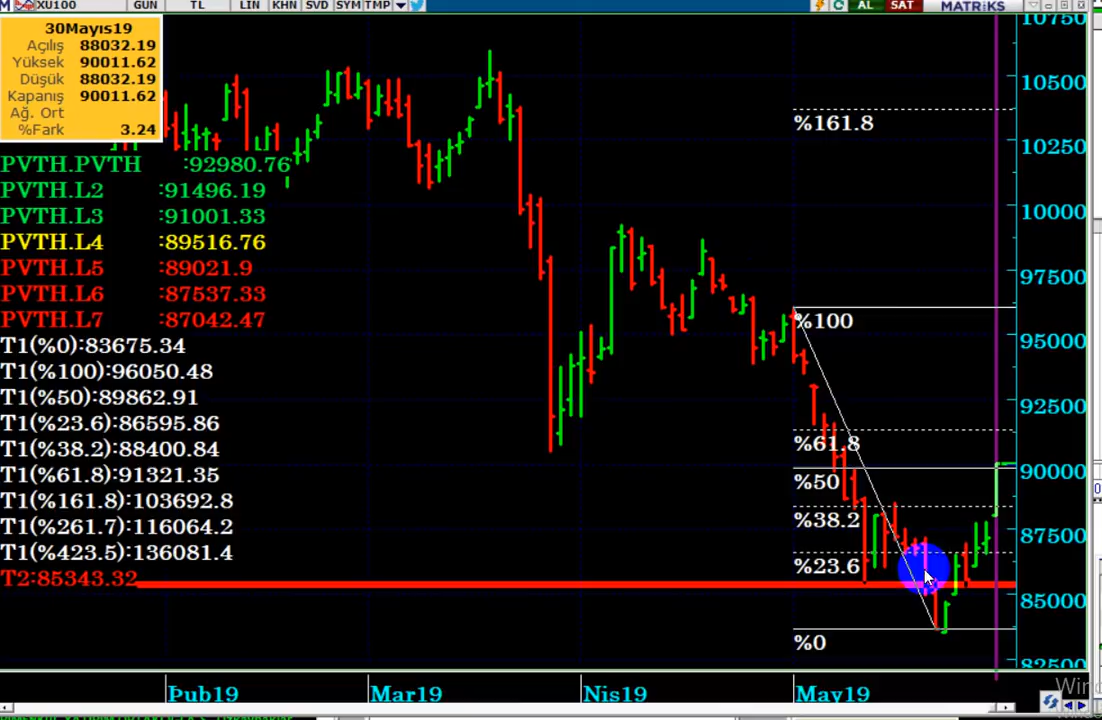 XU100 GUN TL LIN KHN SVD SYM TMP AL SAT MATRiKS
30Mayıs19
Açılış 88032.19
Yüksek 90011.62
Düşük 88032.19
Kapanış 90011.62
Ağ. Ort
%Fark 3.24
PVTH.PVTH :92980.76
PVTH.L2 :91496.19
PVTH.L3 :91001.33
PVTH.L4 :89516.76
PVTH.L5 :89021.9
PVTH.L6 :87537.33
PVTH.L7 :87042.47
T1(%0):83675.34
T1(%100):96050.48
T1(%50):89862.91
T1(%23.6):86595.86
T1(%38.2):88400.84
T1(%61.8):91321.35
T1(%161.8):103692.8
T1(%261.7):116064.2
T1(%423.5):136081.4
T2:85343.32
%161.8
%100
%61.8
%50
%38.2
%23.6
%0
10750
10500
10250
10000
97500
95000
92500
90000
87500
85000
82500
Þub19 Mar19 Nis19 May19